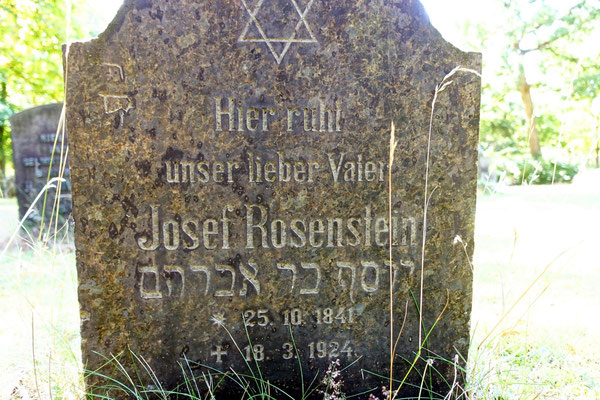 Hier ruht
unser lieber Vater
Josef Rosenstein
יוסף בר אברהם
* 25. 10. 1841
+ 18. 3. 1924.